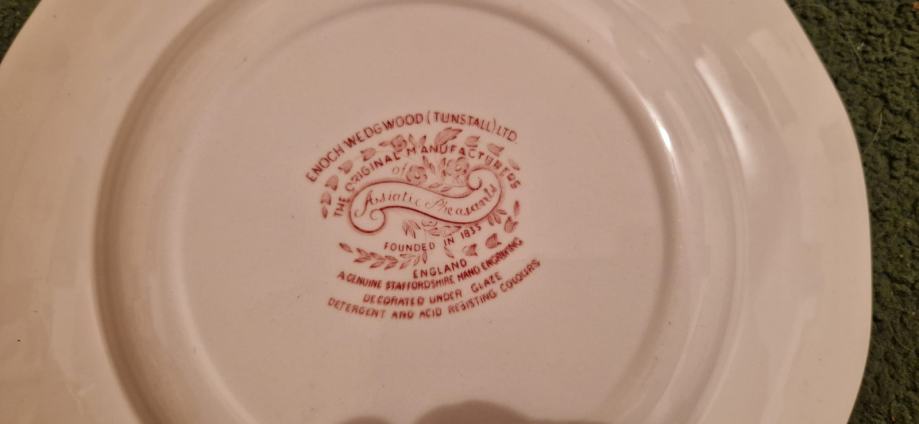 ENOCH WEDGWOOD (TUNSTALL) LTD.
THE ORIGINAL MANUFACTURERS
of
Asiatic Pheasants
FOUNDED IN 1835
ENGLAND
A GENUINE STAFFORDSHIRE HAND ENGRAVING
DECORATED UNDER GLAZE
DETERGENT AND ACID RESISTING COLOURS